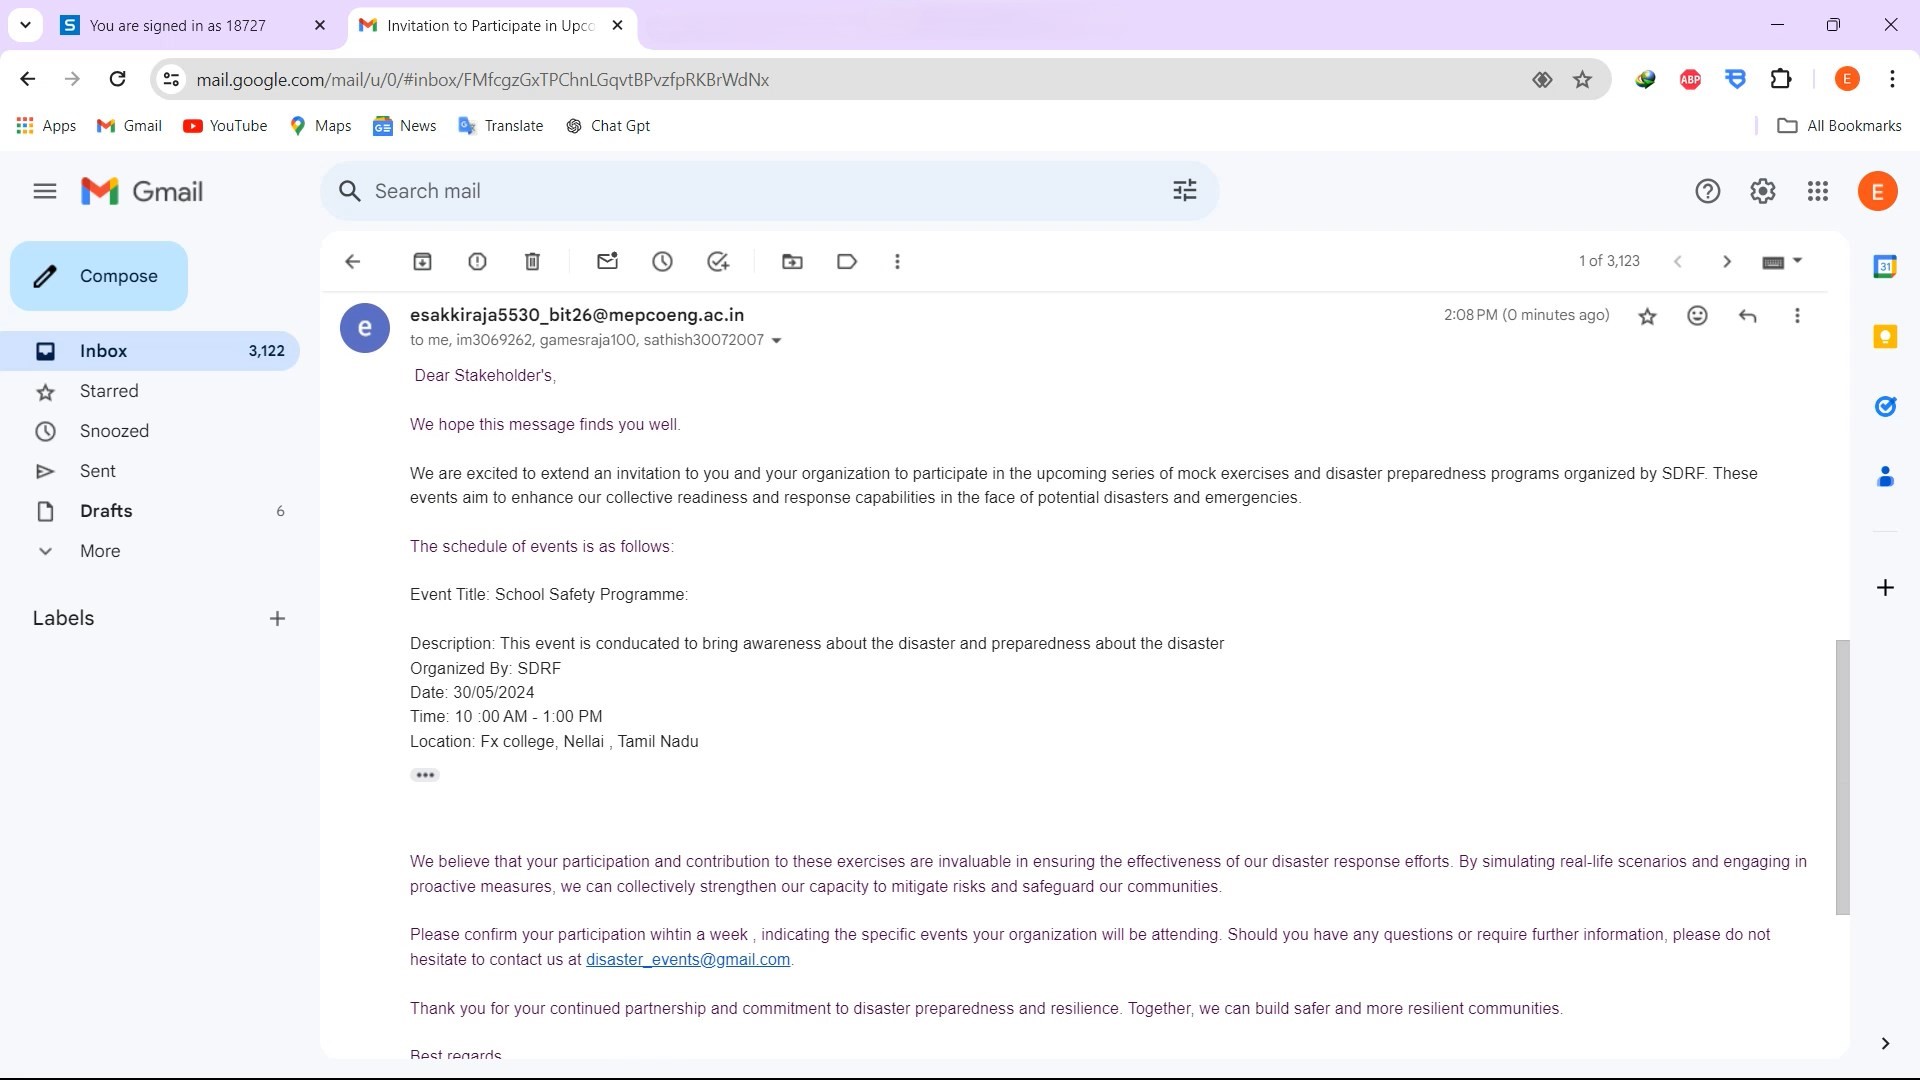 You are signed in as 18727
Invitation to Participate in Upco
mail.google.com/mail/u/0/#inbox/FMfcgzGxTPChnLGqvtBPvzfpRKBrWdNx
ABP
E
Apps
Gmail
YouTube
Maps
News
Translate
Chat Gpt
All Bookmarks
Gmail
Search mail
E
Compose
1 of 3,123
31
Inbox 3,122
Starred
Snoozed
Sent
Drafts 6
More
Labels
e
esakkiraja5530_bit26@mepcoeng.ac.in
2:08 PM (0 minutes ago)
to me, im3069262, gamesraja100, sathish30072007
Dear Stakeholder's,
We hope this message finds you well.
We are excited to extend an invitation to you and your organization to participate in the upcoming series of mock exercises and disaster preparedness programs organized by SDRF. These
events aim to enhance our collective readiness and response capabilities in the face of potential disasters and emergencies.
The schedule of events is as follows:
Event Title: School Safety Programme:
Description: This event is conducated to bring awareness about the disaster and preparedness about the disaster
Organized By: SDRF
Date: 30/05/2024
Time: 10 :00 AM - 1:00 PM
Location: Fx college, Nellai , Tamil Nadu
We believe that your participation and contribution to these exercises are invaluable in ensuring the effectiveness of our disaster response efforts. By simulating real-life scenarios and engaging in
proactive measures, we can collectively strengthen our capacity to mitigate risks and safeguard our communities.
Please confirm your participation wihtin a week , indicating the specific events your organization will be attending. Should you have any questions or require further information, please do not
hesitate to contact us at disaster_events@gmail.com.
Thank you for your continued partnership and commitment to disaster preparedness and resilience. Together, we can build safer and more resilient communities.
Best regards